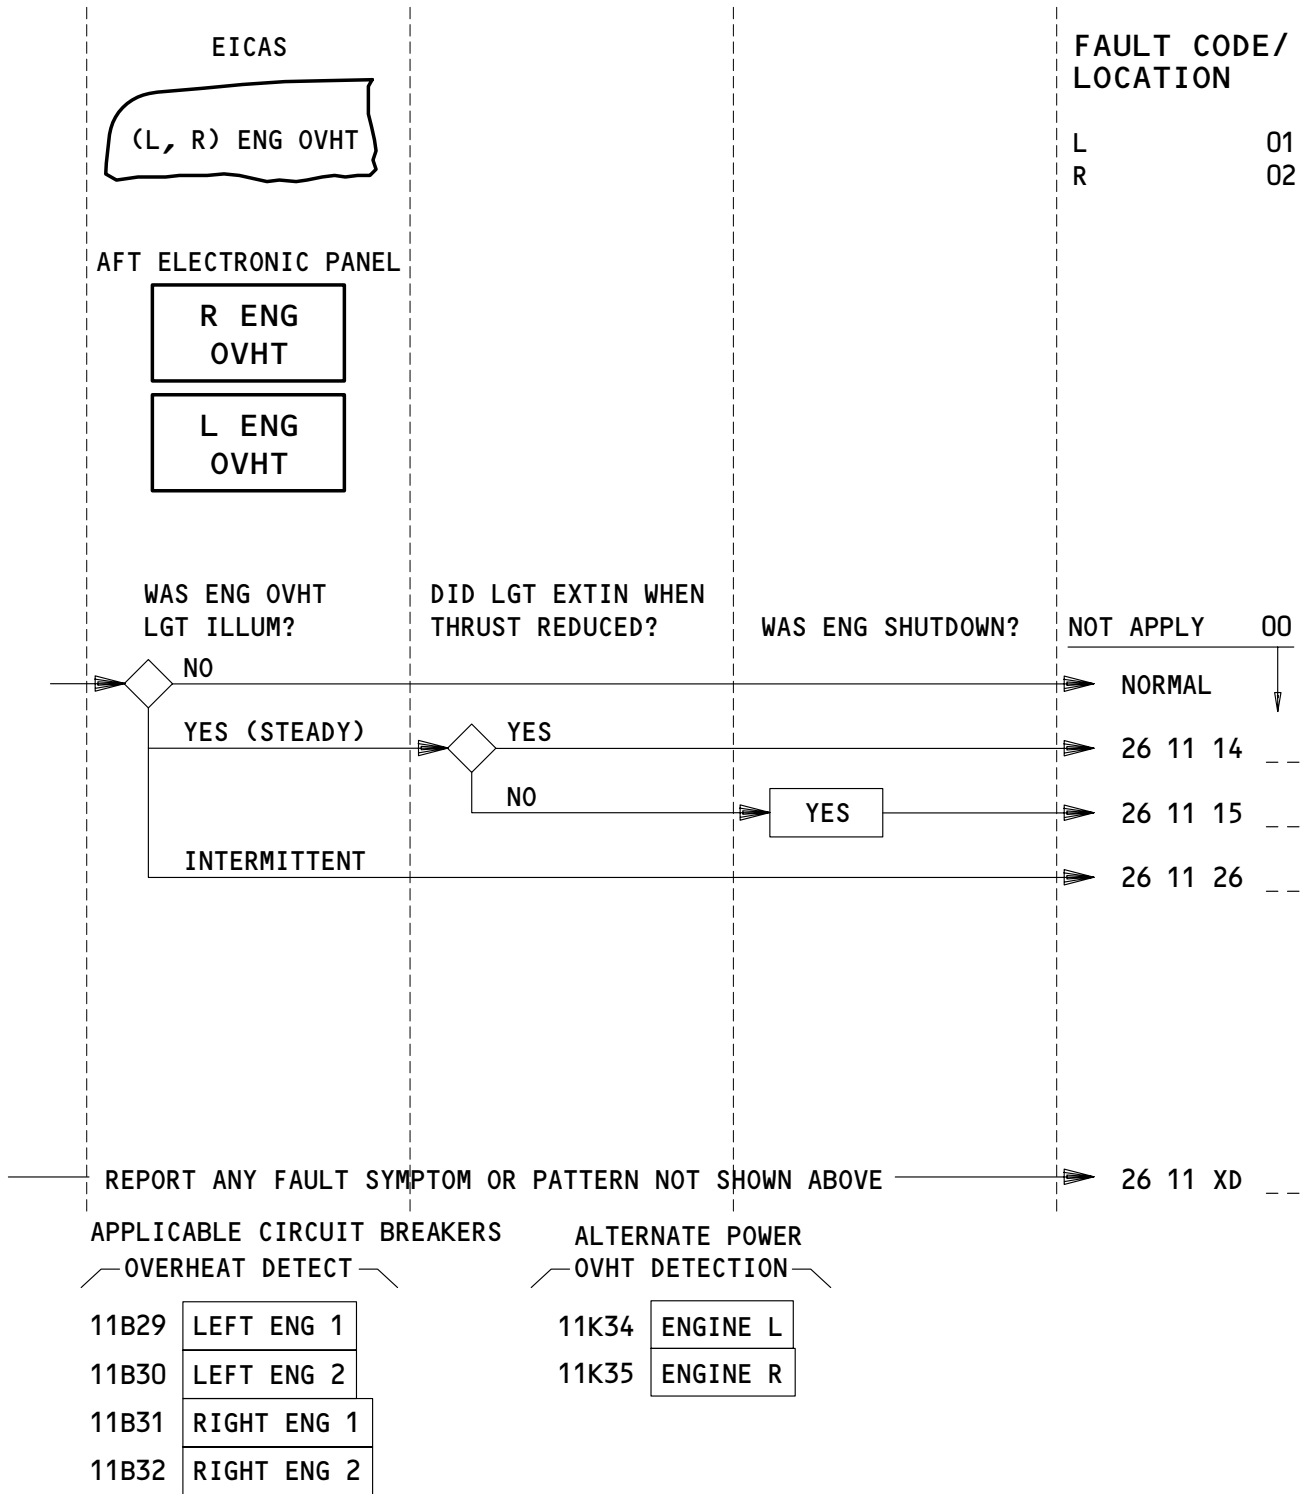 EICAS
FAULT CODE/
LOCATION
(L, R) ENG OVHT
L 01
R 02
AFT ELECTRONIC PANEL
R ENG
OVHT
L ENG
OVHT
WAS ENG OVHT
LGT ILLUM?
DID LGT EXTIN WHEN
THRUST REDUCED?
WAS ENG SHUTDOWN?
NOT APPLY 00
NO
NORMAL
YES (STEADY)
YES
26 11 14 _ _
NO
YES
26 11 15 _ _
INTERMITTENT
26 11 26 _ _
REPORT ANY FAULT SYMPTOM OR PATTERN NOT SHOWN ABOVE
26 11 XD _ _
APPLICABLE CIRCUIT BREAKERS
OVERHEAT DETECT
11B29 LEFT ENG 1
11B30 LEFT ENG 2
11B31 RIGHT ENG 1
11B32 RIGHT ENG 2
ALTERNATE POWER
OVHT DETECTION
11K34 ENGINE L
11K35 ENGINE R